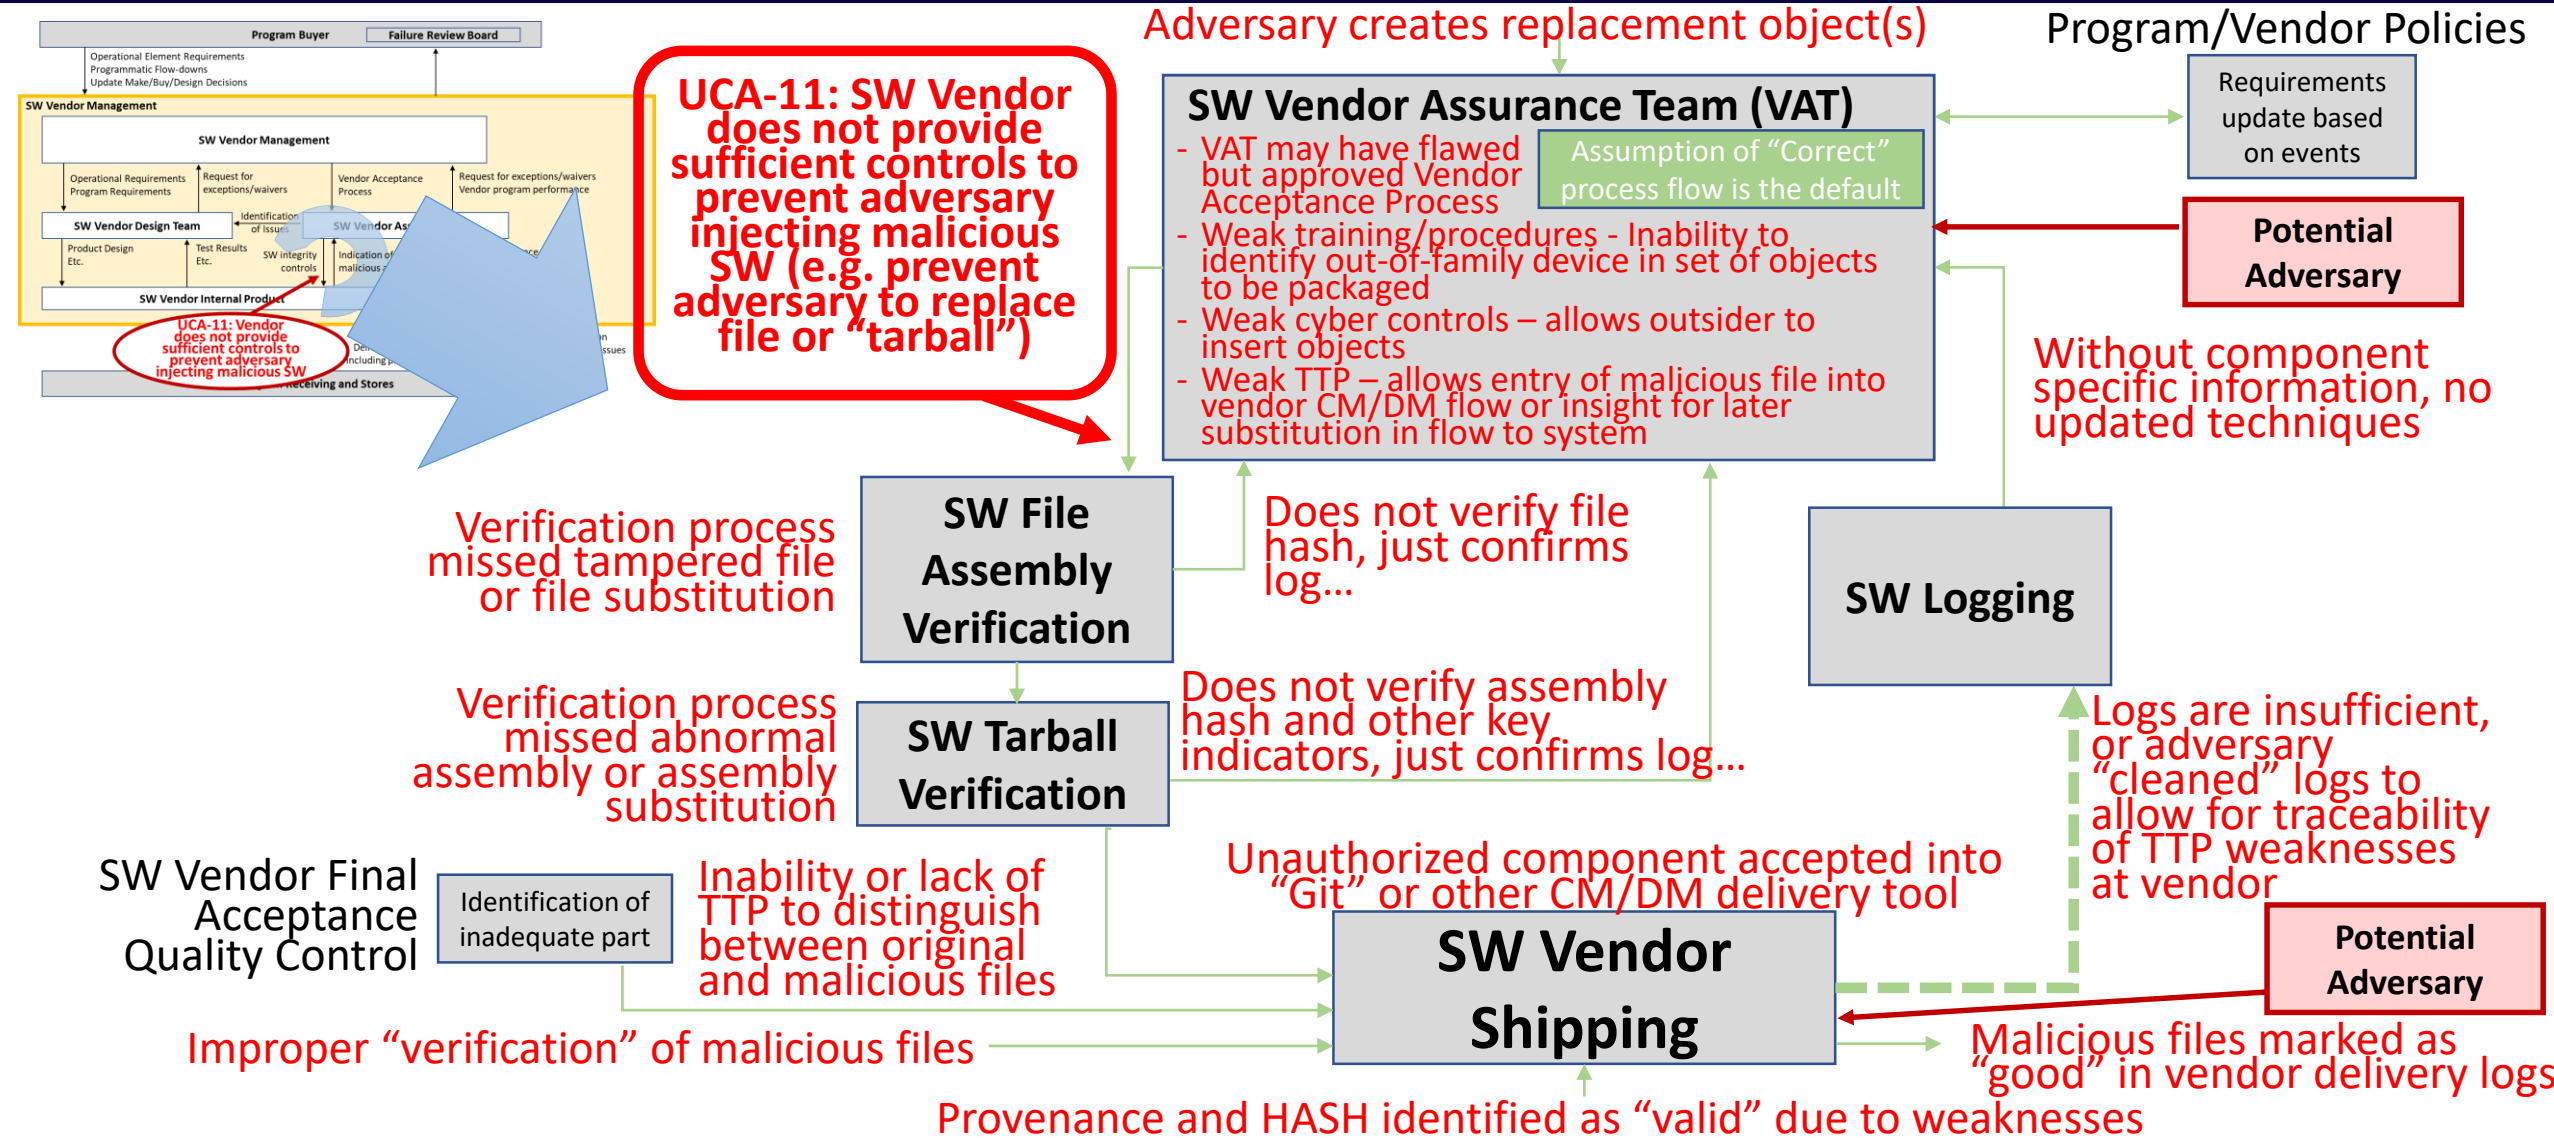 Program Buyer
Failure Review Board
Operational Element Requirements
Programmatic Flow-downs
Update Make/Buy/Design Decisions
SW Vendor Management
SW Vendor Management
Operational Requirements
Program Requirements
Request for
exceptions/waivers
Vendor Acceptance
Process
Request for exceptions/waivers
Vendor program performance
SW Vendor Design Team
Identification
of Issues
SW Vendor
Product Design
Etc.
Test Results
Etc.
SW integrity
controls
Indication of
malicious
SW Vendor Internal Product
UCA-11: Vendor
does not provide
sufficient controls to
prevent adversary
injecting malicious SW
including
and Stores
UCA-11: SW Vendor
does not provide
sufficient controls to
prevent adversary
injecting malicious
SW (e.g. prevent
adversary to replace
file or “tarball”)
Adversary creates replacement object(s)
SW Vendor Assurance Team (VAT)
- VAT may have flawed
but approved Vendor
Acceptance Process
Assumption of “Correct”
process flow is the default
- Weak training/procedures - Inability to
identify out-of-family device in set of objects
to be packaged
- Weak cyber controls – allows outsider to
insert objects
- Weak TTP – allows entry of malicious file into
vendor CM/DM flow or insight for later
substitution in flow to system
Program/Vendor Policies
Requirements
update based
on events
Potential
Adversary
Without component
specific information, no
updated techniques
Verification process
missed tampered file
or file substitution
SW File
Assembly
Verification
Does not verify file
hash, just confirms
log...
SW Logging
Verification process
missed abnormal
assembly or assembly
substitution
SW Tarball
Verification
Does not verify assembly
hash and other key
indicators, just confirms log...
Logs are insufficient,
or adversary
“cleaned” logs to
allow for traceability
of TTP weaknesses
at vendor
SW Vendor Final
Acceptance
Quality Control
Identification of
inadequate part
Inability or lack of
TTP to distinguish
between original
and malicious files
Unauthorized component accepted into
“Git” or other CM/DM delivery tool
SW Vendor
Shipping
Potential
Adversary
Improper “verification” of malicious files
Malicious files marked as
“good” in vendor delivery logs
Provenance and HASH identified as “valid” due to weaknesses